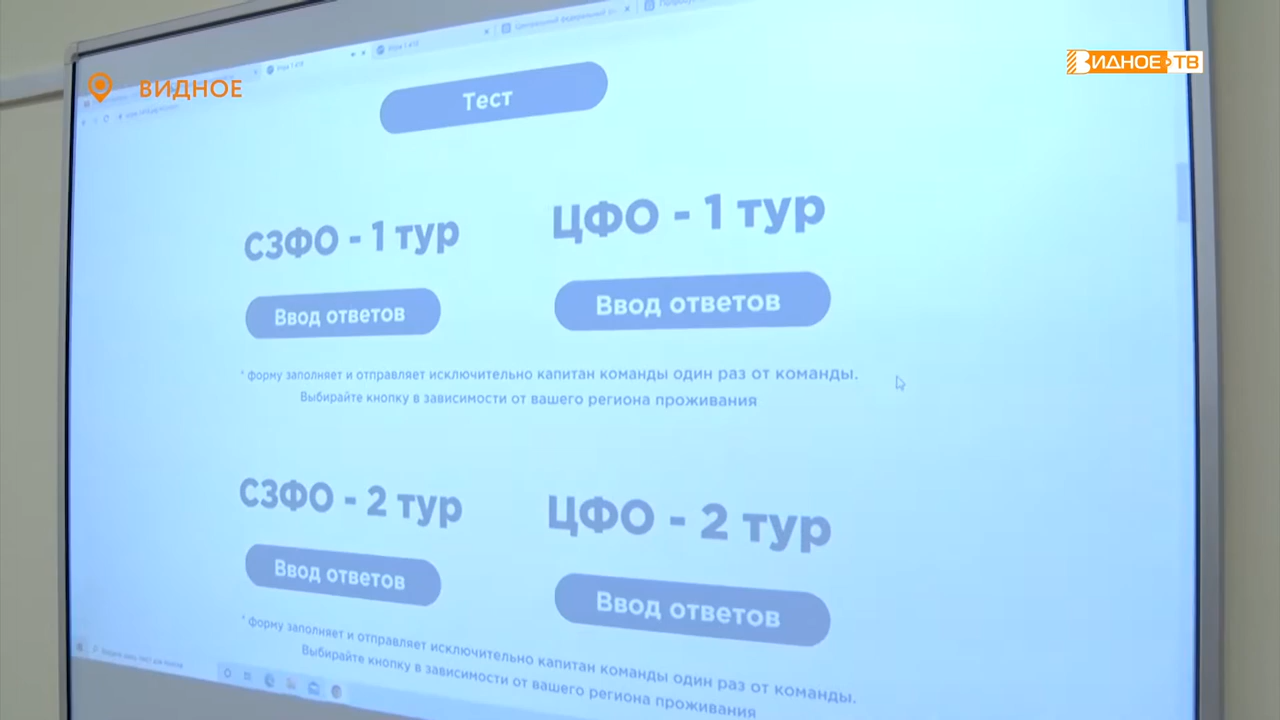 ВИДНОЕ
ВИДНОЕ ТВ
Тест
СЗФО - 1 тур
ЦФО - 1 тур
Ввод ответов
Ввод ответов
* форму заполняет и отправляет исключительно капитан команды один раз от команды.
Выбирайте кнопку в зависимости от вашего региона проживания
СЗФО - 2 тур
ЦФО - 2 тур
Ввод ответов
Ввод ответов
* форму заполняет и отправляет исключительно капитан команды один раз от команды.
Выбирайте кнопку в зависимости от вашего региона проживания